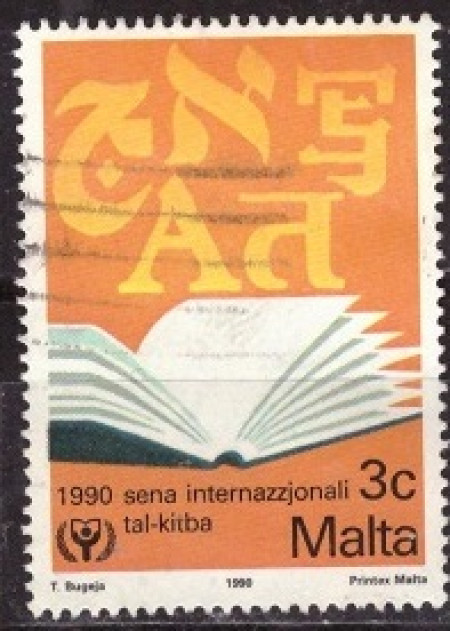 1990 sena internazzjonali
tal-kitba
3c
Malta
T. Bugeja 1990 Printex Malta